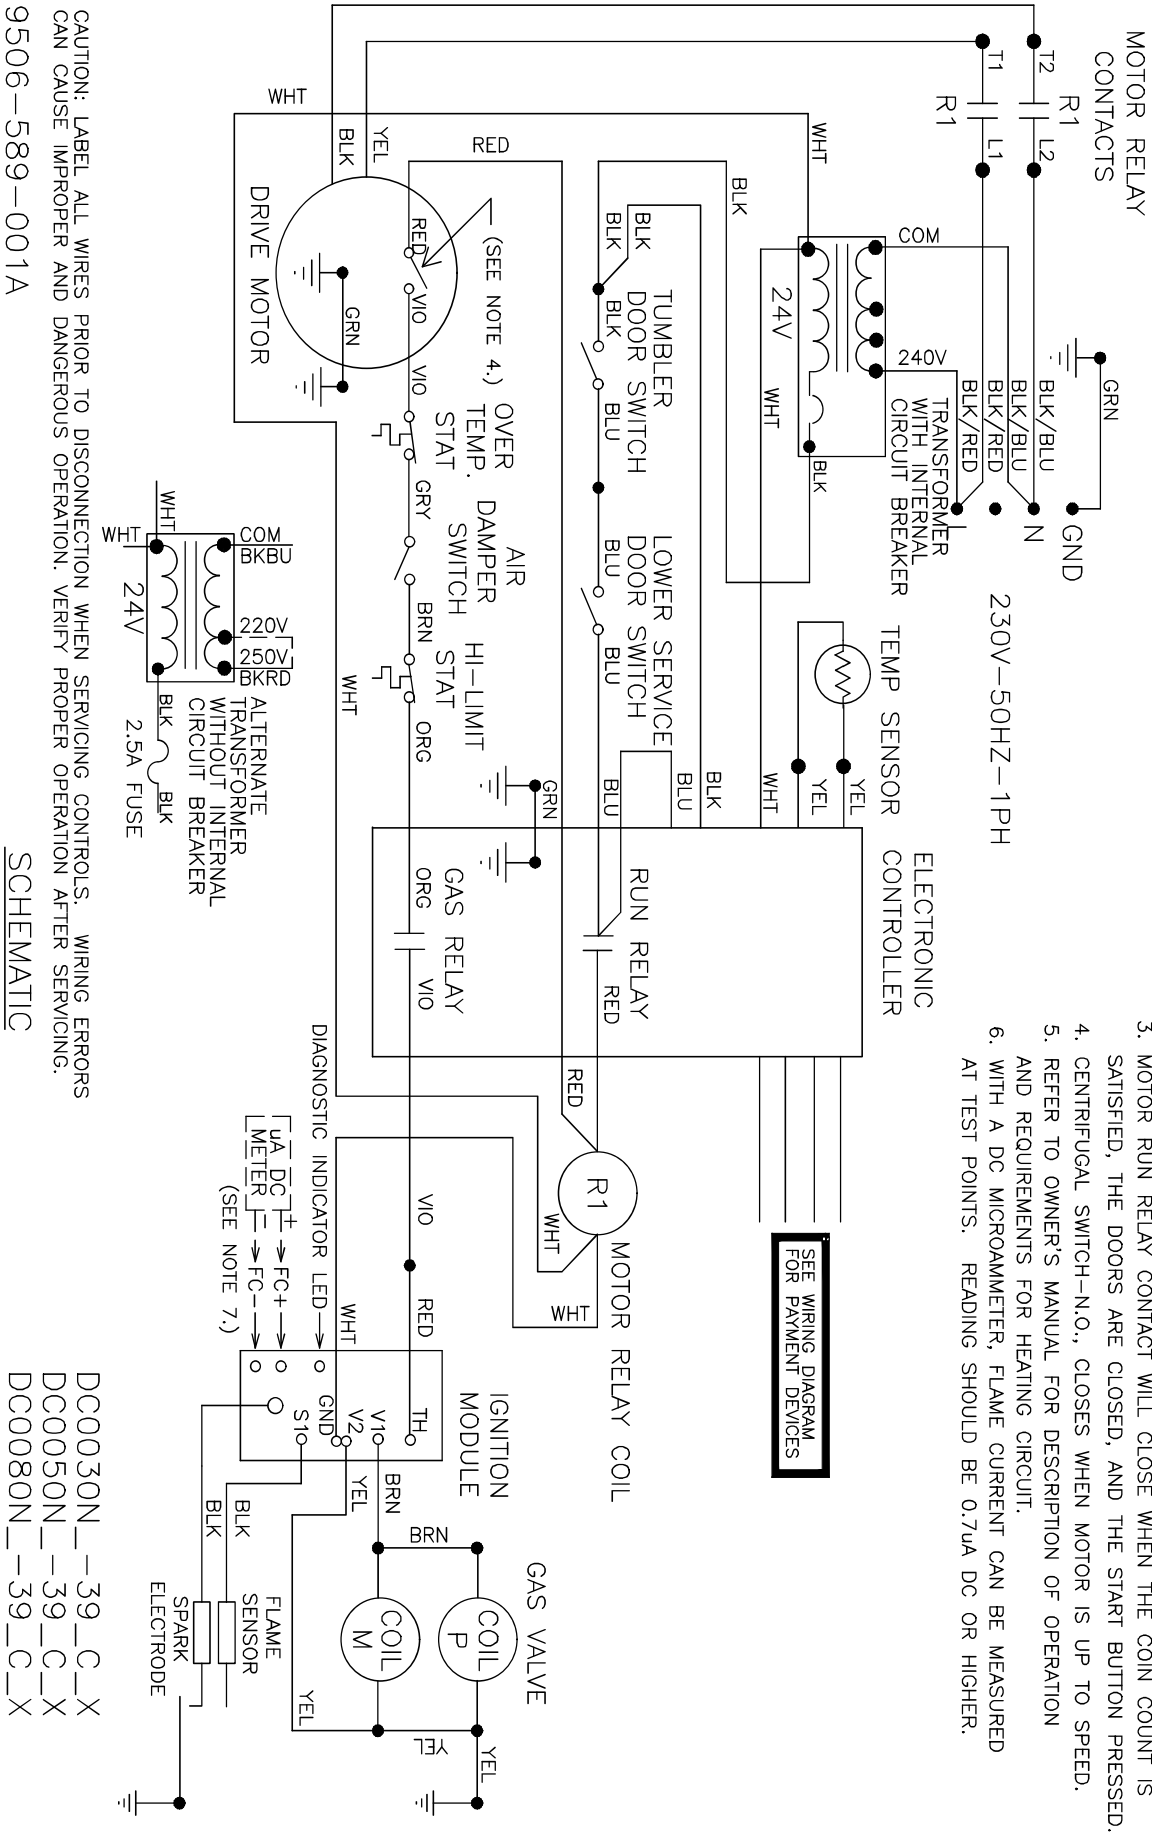 3. MOTOR RUN RELAY CONTACT WILL CLOSE WHEN THE COIN COUNT IS
SATISFIED, THE DOORS ARE CLOSED, AND THE START BUTTON PRESSED.
4. CENTRIFUGAL SWITCH-N.O., CLOSES WHEN MOTOR IS UP TO SPEED.
5. REFER TO OWNER'S MANUAL FOR DESCRIPTION OF OPERATION
AND REQUIREMENTS FOR HEATING CIRCUIT.
6. WITH A DC MICROAMMETER, FLAME CURRENT CAN BE MEASURED
AT TEST POINTS. READING SHOULD BE 0.7uA DC OR HIGHER.
MOTOR RELAY
CONTACTS
T2
R1
L2
T1
R1
L1
GRN
GND
N
L
230V-50HZ-1PH
BLK/BLU
BLK/BLU
BLK/RED
BLK/RED
COM
240V
TRANSFORMER
WITH INTERNAL
CIRCUIT BREAKER
24V
WHT
WHT
BLK
BLK
TEMP SENSOR
YEL
YEL
WHT
ELECTRONIC
CONTROLLER
SEE WIRING DIAGRAM
FOR PAYMENT DEVICES
BLK
BLK
BLK
TUMBLER
DOOR SWITCH
BLU
BLU
LOWER SERVICE
DOOR SWITCH
BLU
BLK
BLU
BLU
RUN RELAY
RED
RED
R1
MOTOR RELAY COIL
WHT
WHT
WHT
YEL
BLK
RED
DRIVE MOTOR
RED
VIO
(SEE NOTE 4.)
GRN
VIO
OVER
TEMP.
STAT
GRY
AIR
DAMPER
SWITCH
BRN
HI-LIMIT
STAT
ORG
GRN
ORG
GAS RELAY
VIO
VIO
RED
WHT
WHT
IGNITION
MODULE
TH
V1
V2
GND
S1
DIAGNOSTIC INDICATOR LED
uA DC
METER
+
-
FC+
FC-
(SEE NOTE 7.)
BRN
YEL
BRN
GAS VALVE
COIL
P
COIL
M
YEL
YEL
YEL
BLK
BLK
FLAME
SENSOR
SPARK
ELECTRODE
WHT
WHT
COM
BKBU
220V
250V
BKRD
24V
BLK
BLK
2.5A FUSE
ALTERNATE
TRANSFORMER
WITHOUT INTERNAL
CIRCUIT BREAKER
CAUTION: LABEL ALL WIRES PRIOR TO DISCONNECTION WHEN SERVICING CONTROLS. WIRING ERRORS
CAN CAUSE IMPROPER AND DANGEROUS OPERATION. VERIFY PROPER OPERATION AFTER SERVICING.
9506-589-001A
SCHEMATIC
DC0030N_-39_C_X
DC0050N_-39_C_X
DC0080N_-39_C_X